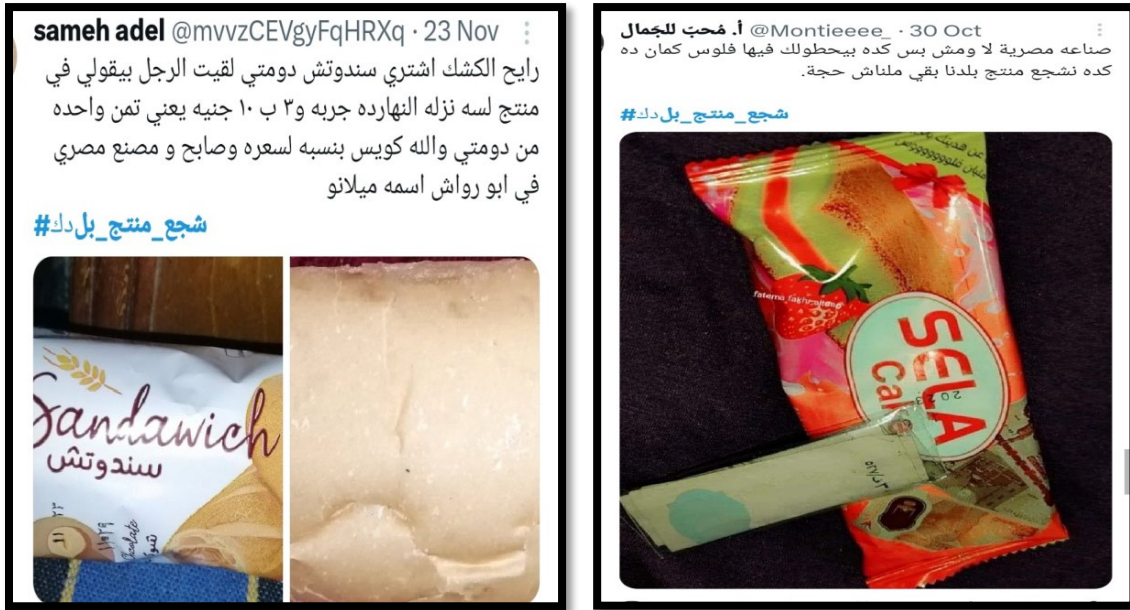 sameh adel @mvvzCEVgyFqHRXq · 23 Nov
رايح الكشك اشتري سندوتش دومتي لقيت الرجل بيقولي في
منتج لسه نزله النهارده جربه و٣ ب ١٠ جنيه يعني تمن واحده
من دومتي والله كويس بنسبه لسعره وصابح و مصنع مصري
في ابو رواش اسمه ميلانو
#شجع_منتج_بلدك
Sandawich
سندوتش
أ. مُحبّ للجَمال @Montieeee_ · 30 Oct
صناعه مصرية لا ومش بس كده بيحطولك فيها فلوس كمان ده
كده نشجع منتج بلدنا بقي ملناش حجة.
#شجع_منتج_بلدك
SELA